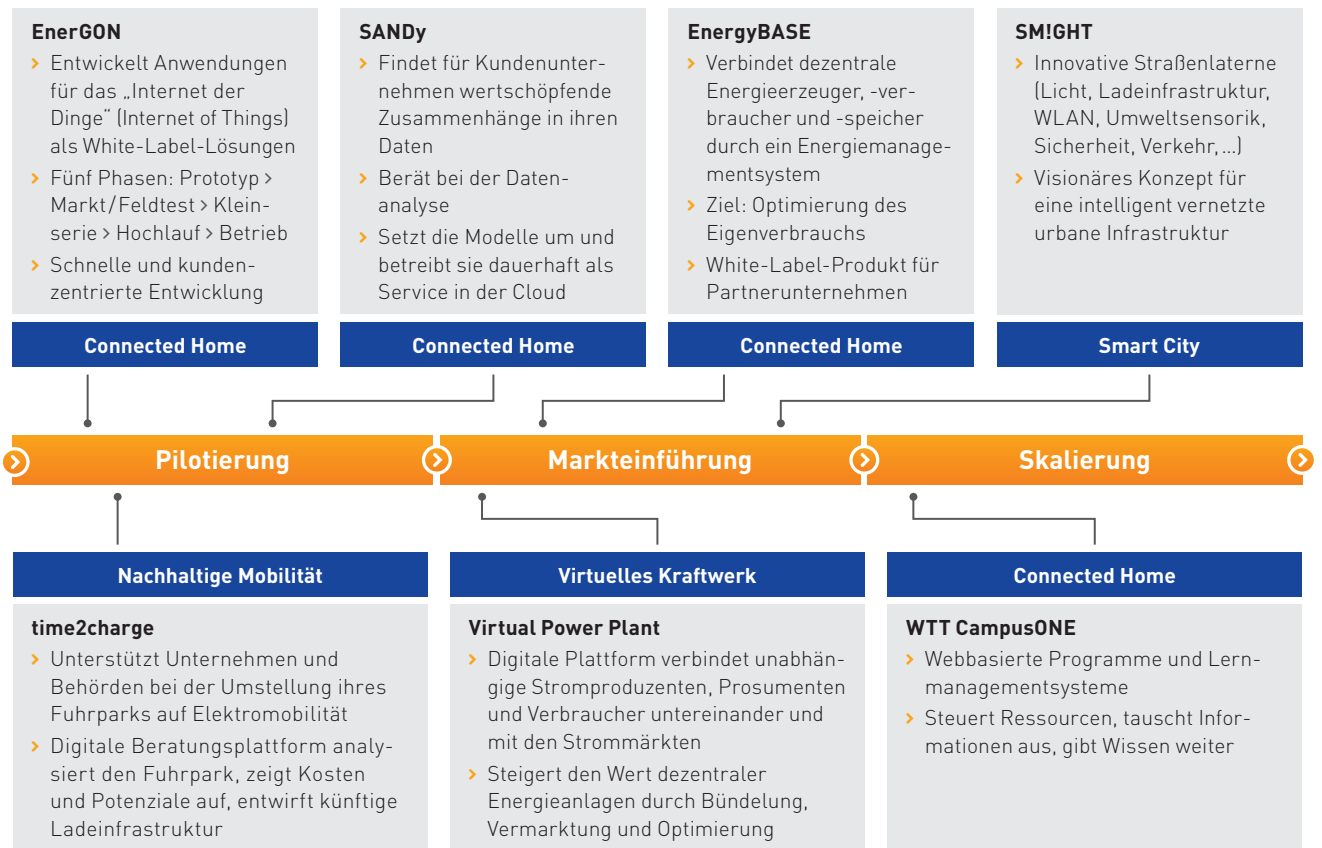 EnerGON
› Entwickelt Anwendungen
für das „Internet der
Dinge“ (Internet of Things)
als White-Label-Lösungen
› Fünf Phasen: Prototyp >
Markt/Feldtest > Klein-
serie > Hochlauf > Betrieb
› Schnelle und kunden-
zentrierte Entwicklung
Connected Home
SANDy
› Findet für Kundenunter-
nehmen wertschöpfende
Zusammenhänge in ihren
Daten
› Berät bei der Daten-
analyse
› Setzt die Modelle um und
betreibt sie dauerhaft als
Service in der Cloud
Connected Home
EnergyBASE
› Verbindet dezentrale
Energieerzeuger, -ver-
braucher und -speicher
durch ein Energiemanage-
mentsystem
› Ziel: Optimierung des
Eigenverbrauchs
› White-Label-Produkt für
Partnerunternehmen
Connected Home
SM!GHT
› Innovative Straßenlaterne
(Licht, Ladeinfrastruktur,
WLAN, Umweltsensorik,
Sicherheit, Verkehr, …)
› Visionäres Konzept für
eine intelligent vernetzte
urbane Infrastruktur
Smart City
Pilotierung
Markteinführung
Skalierung
Nachhaltige Mobilität
time2charge
› Unterstützt Unternehmen und
Behörden bei der Umstellung ihres
Fuhrparks auf Elektromobilität
› Digitale Beratungsplattform analy-
siert den Fuhrpark, zeigt Kosten
und Potenziale auf, entwirft künftige
Ladeinfrastruktur
Virtuelles Kraftwerk
Virtual Power Plant
› Digitale Plattform verbindet unabhän-
gige Stromproduzenten, Prosumenten
und Verbraucher untereinander und
mit den Strommärkten
› Steigert den Wert dezentraler
Energieanlagen durch Bündelung,
Vermarktung und Optimierung
Connected Home
WTT CampusONE
› Webbasierte Programme und Lern-
managementsysteme
› Steuert Ressourcen, tauscht Infor-
mationen aus, gibt Wissen weiter